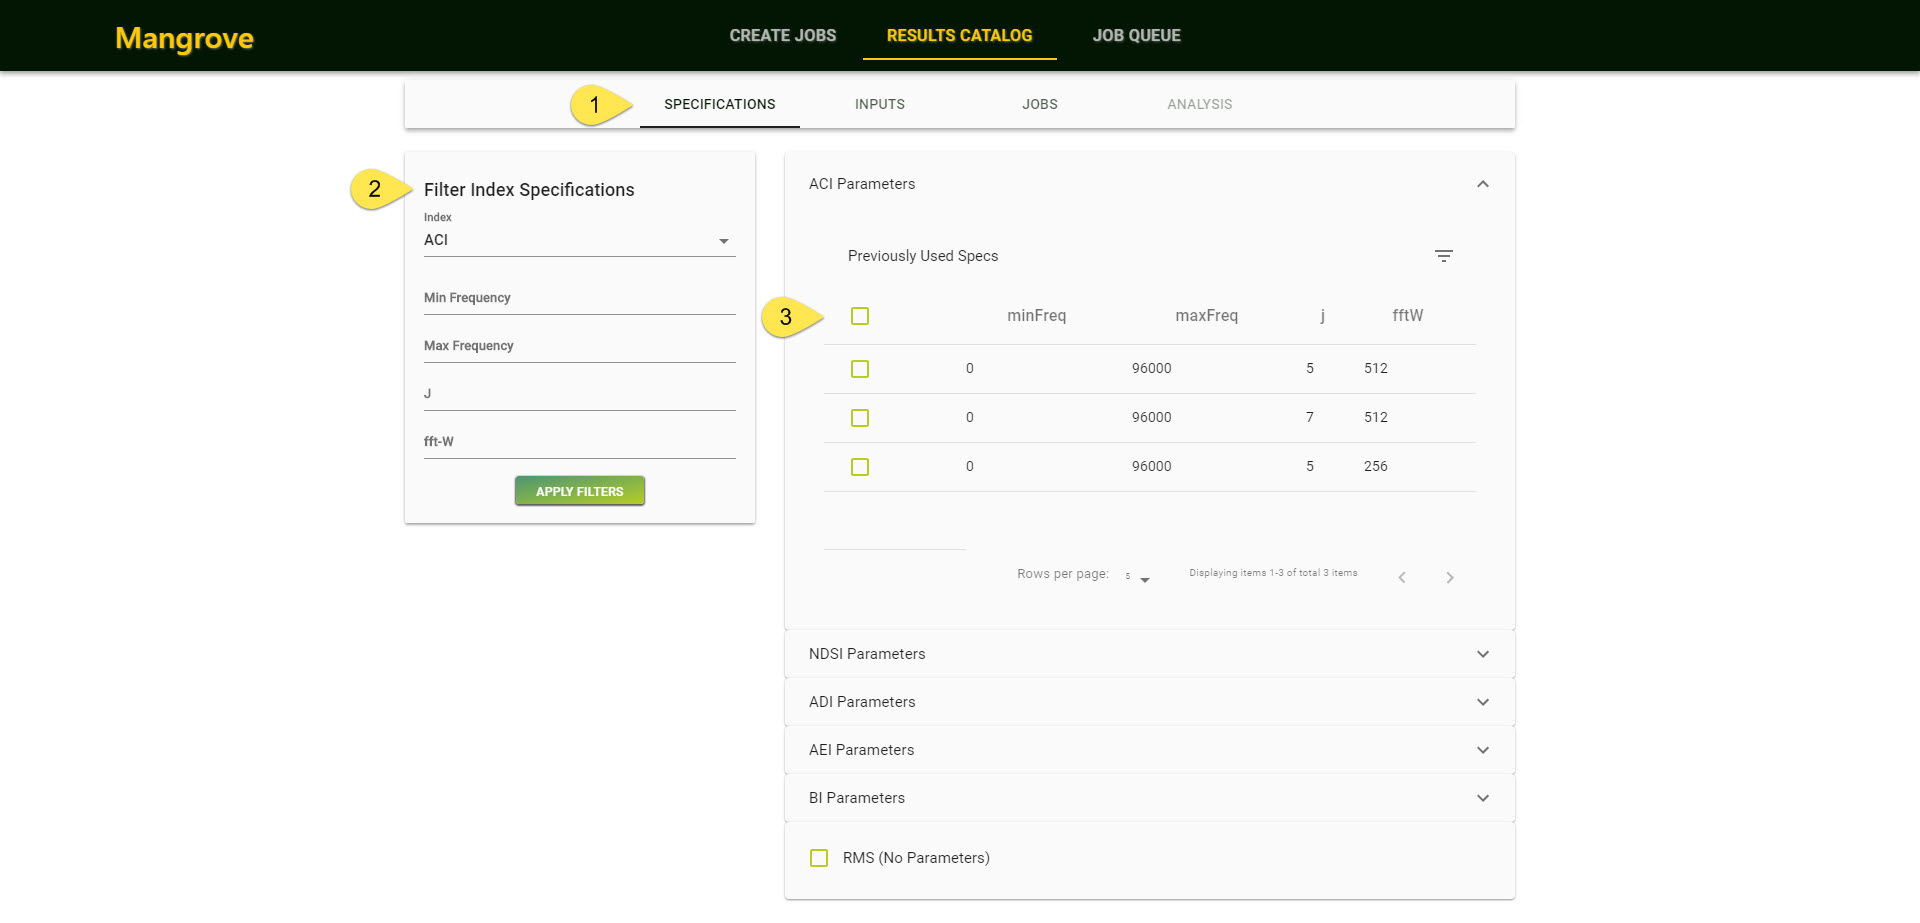 Mangrove
CREATE JOBS RESULTS CATALOG JOB QUEUE
1 SPECIFICATIONS INPUTS JOBS ANALYSIS
2 Filter Index Specifications
Index
ACI
Min Frequency
Max Frequency
J
fft-W
APPLY FILTERS
ACI Parameters
Previously Used Specs
3 minFreq maxFreq j fftW
0 96000 5 512
0 96000 7 512
0 96000 5 256
Rows per page: 5 Displaying items 1-3 of total 3 items
NDSI Parameters
ADI Parameters
AEI Parameters
BI Parameters
RMS (No Parameters)